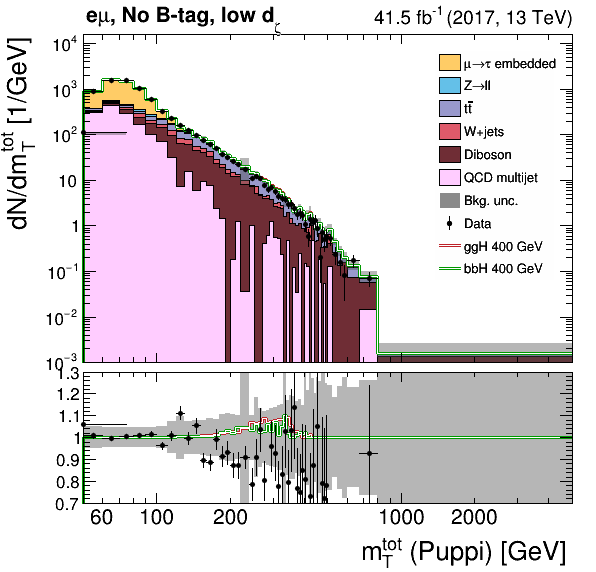 eμ, No B-tag, low dζ
41.5 fb⁻¹ (2017, 13 TeV)
dN/dm_T^tot [1/GeV]
10⁴
10³
10²
10
1
10⁻¹
10⁻²
10⁻³
μ→τ embedded
Z→ll
tt̅
W+jets
Diboson
QCD multijet
Bkg. unc.
Data
ggH 400 GeV
bbH 400 GeV
1.3
1.2
1.1
1
0.9
0.8
0.7
60 100 200 1000 2000
m_T^tot (Puppi) [GeV]